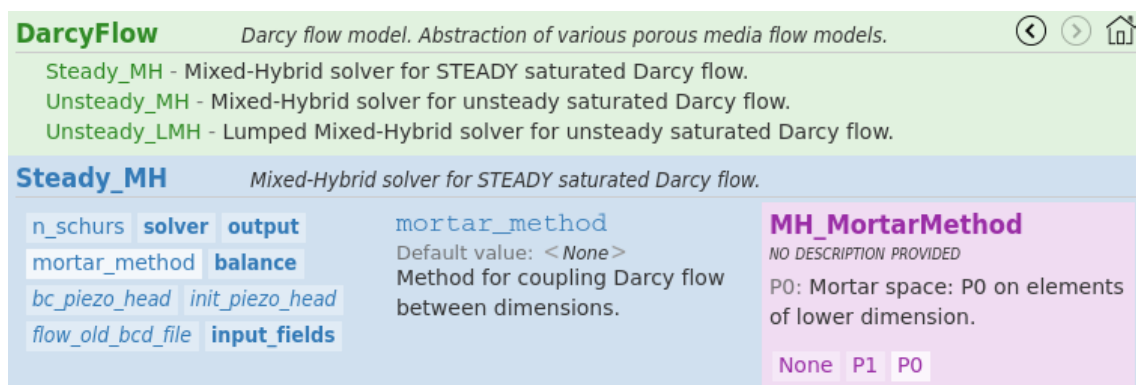 DarcyFlow Darcy flow model. Abstraction of various porous media flow models.
Steady_MH - Mixed-Hybrid solver for STEADY saturated Darcy flow.
Unsteady_MH - Mixed-Hybrid solver for unsteady saturated Darcy flow.
Unsteady_LMH - Lumped Mixed-Hybrid solver for unsteady saturated Darcy flow.
Steady_MH Mixed-Hybrid solver for STEADY saturated Darcy flow.
n_schurs solver output
mortar_method balance
bc_piezo_head init_piezo_head
flow_old_bcd_file input_fields
mortar_method
Default value: <None>
Method for coupling Darcy flow
between dimensions.
MH_MortarMethod
NO DESCRIPTION PROVIDED
P0: Mortar space: P0 on elements
of lower dimension.
None P1 P0